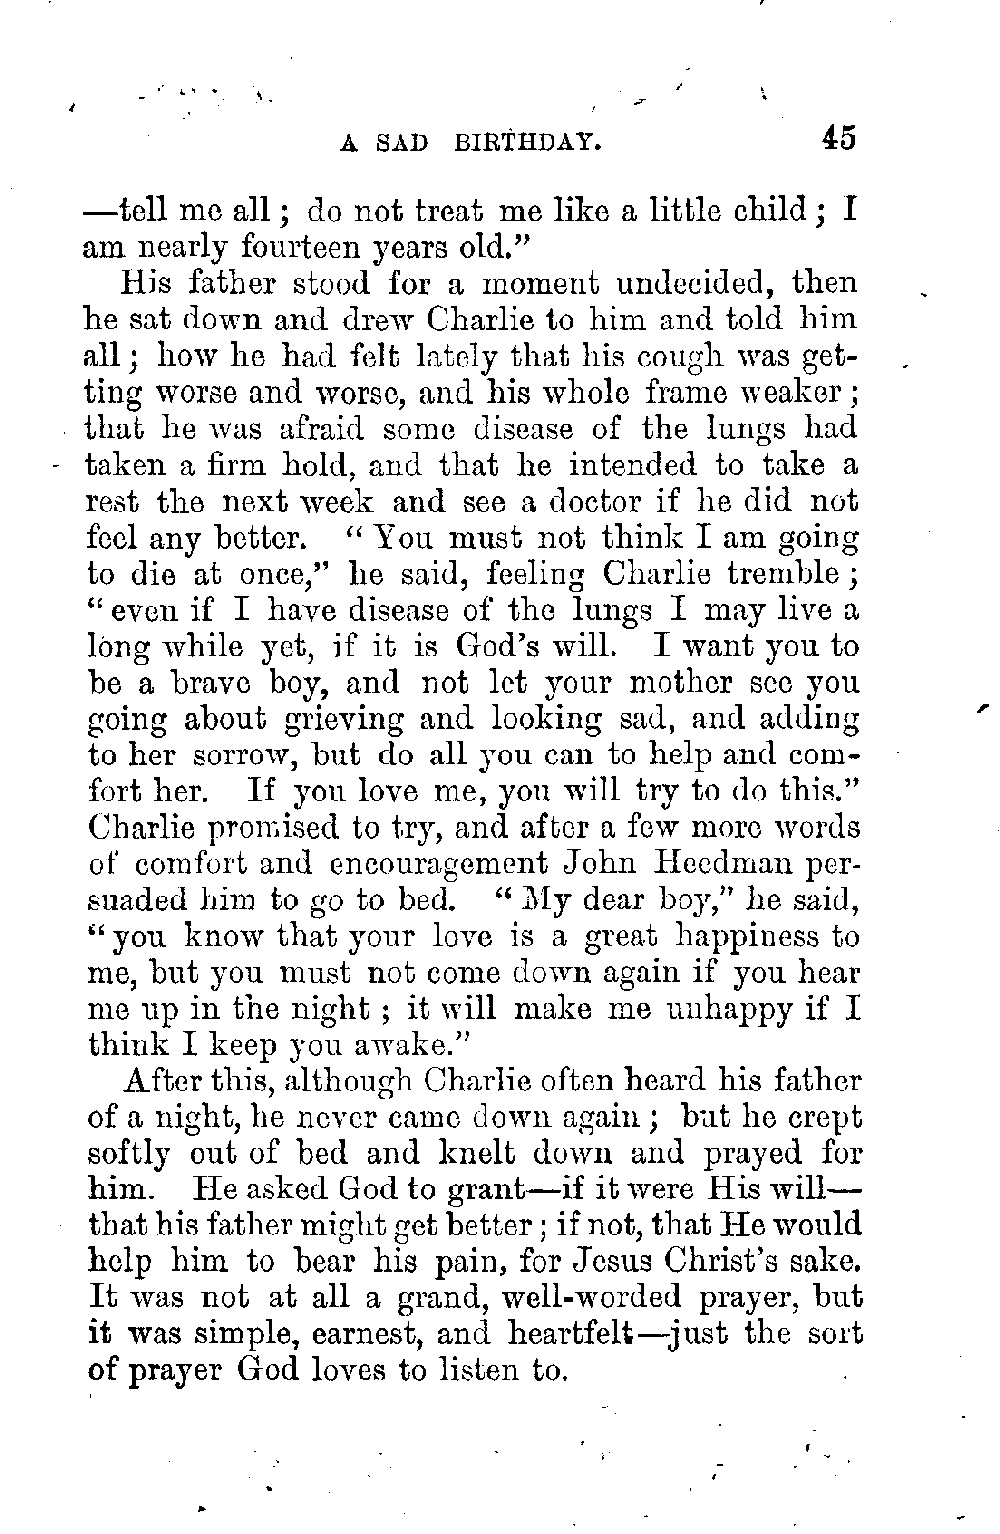 A SAD BIRTHDAY. 45
—tell me all; do not treat me like a little child; I
am nearly fourteen years old."
His father stood for a moment undecided, then
he sat down and drew Charlie to him and told him
all; how he had felt lately that his cough was get-
ting worse and worse, and his whole frame weaker;
that he was afraid some disease of the lungs had
taken a firm hold, and that he intended to take a
rest the next week and see a doctor if he did not
feel any better. "You must not think I am going
to die at once," he said, feeling Charlie tremble;
"even if I have disease of the lungs I may live a
long while yet, if it is God's will. I want you to
be a brave boy, and not let your mother see you
going about grieving and looking sad, and adding
to her sorrow, but do all you can to help and com-
fort her. If you love me, you will try to do this."
Charlie promised to try, and after a few more words
of comfort and encouragement John Heedman per-
suaded him to go to bed. "My dear boy," he said,
"you know that your love is a great happiness to
me, but you must not come down again if you hear
me up in the night; it will make me unhappy if I
think I keep you awake."
After this, although Charlie often heard his father
of a night, he never came down again; but he crept
softly out of bed and knelt down and prayed for
him. He asked God to grant—if it were His will—
that his father might get better; if not, that He would
help him to bear his pain, for Jesus Christ's sake.
It was not at all a grand, well-worded prayer, but
it was simple, earnest, and heartfelt—just the sort
of prayer God loves to listen to.